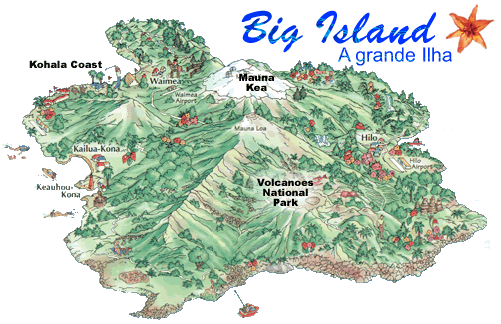 Big Island
A grande Ilha
Kohala Coast
Waimea
Waimea
Airport
Mauna
Kea
Mauna Loa
Kailua-Kona
Hilo
Hilo
Airport
Keauhou-
Kona
Volcanoes
National
Park